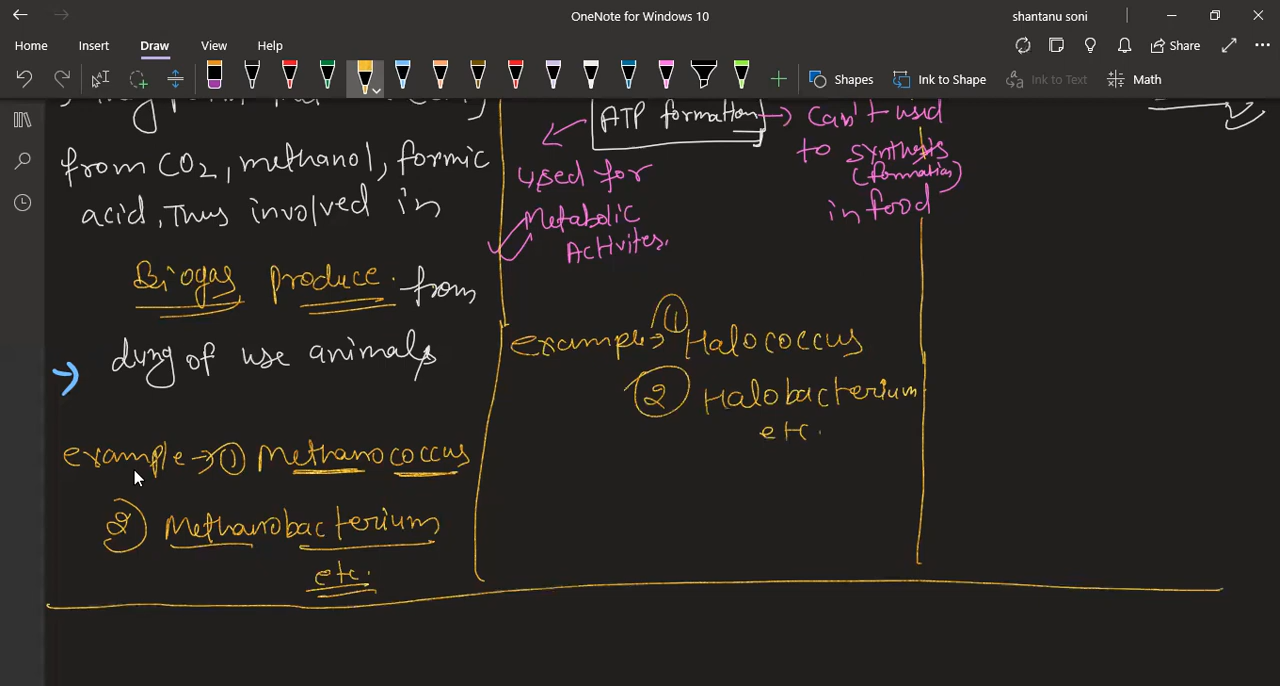 OneNote for Windows 10
shantanu soni
Home Insert Draw View Help
Share
Shapes Ink to Shape Ink to Text Math
from CO2, methanol, formic
acid, Thus involved in
Biogas produce. from
dung of use animals
example → ① Methanococcus
② Methanobacterium
etc.
ATP formation → can't used
to synthesis
(formation)
in food
used for
Metabolic
Activites.
example → ① Halococcus
② Halobacterium
etc.